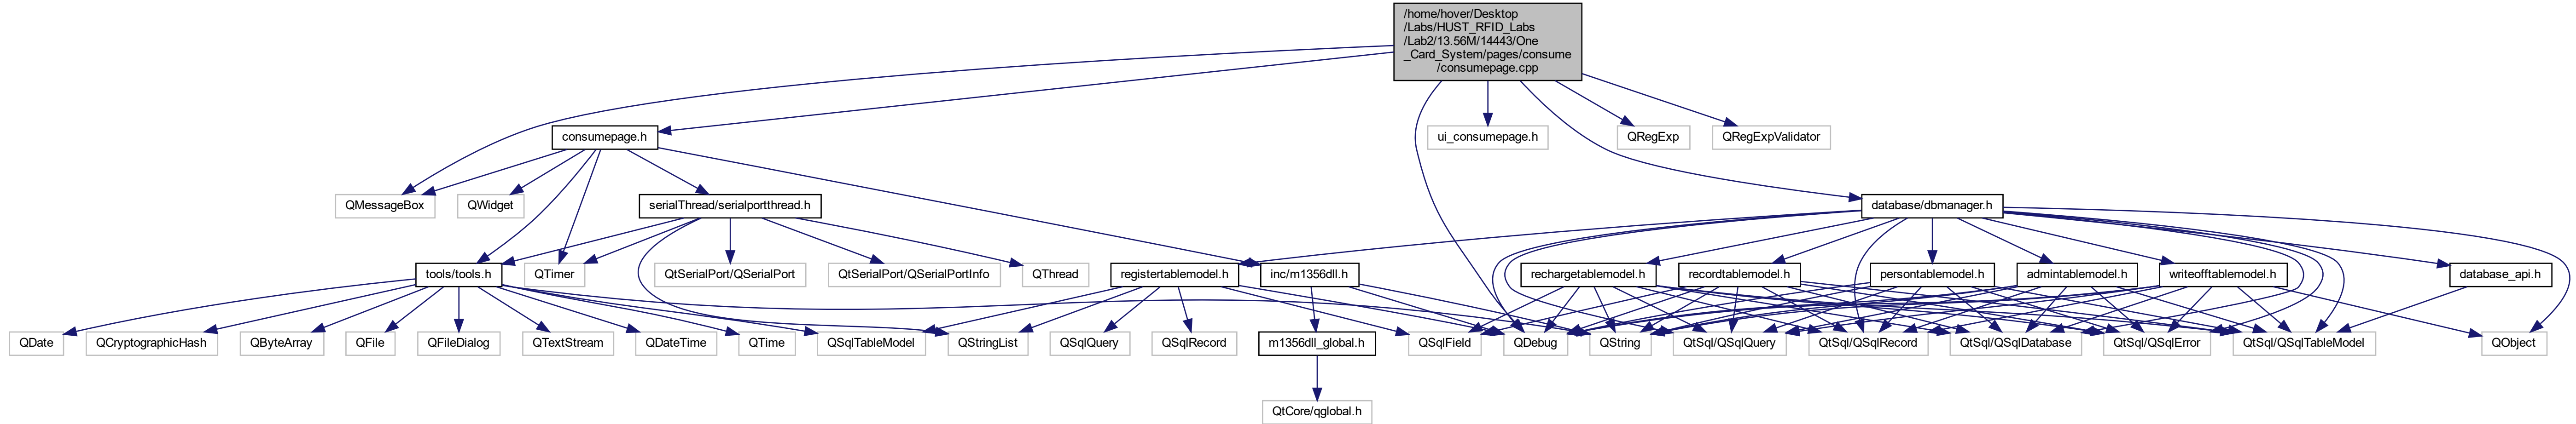 /home/hover/Desktop
/Labs/HUST_RFID_Labs
/Lab2/13.56M/14443/One
_Card_System/pages/consume
/consumepage.cpp
consumepage.h
ui_consumepage.h
QRegExp
QRegExpValidator
QMessageBox
QWidget
serialThread/serialportthread.h
database/dbmanager.h
tools/tools.h
QTimer
QtSerialPort/QSerialPort
QtSerialPort/QSerialPortInfo
QThread
registertablemodel.h
inc/m1356dll.h
rechargetablemodel.h
recordtablemodel.h
persontablemodel.h
admintablemodel.h
writeofftablemodel.h
database_api.h
QDate
QCryptographicHash
QByteArray
QFile
QFileDialog
QTextStream
QDateTime
QTime
QSqlTableModel
QStringList
QSqlQuery
QSqlRecord
m1356dll_global.h
QSqlField
QDebug
QString
QtSql/QSqlQuery
QtSql/QSqlRecord
QtSql/QSqlDatabase
QtSql/QSqlError
QtSql/QSqlTableModel
QObject
QtCore/qglobal.h